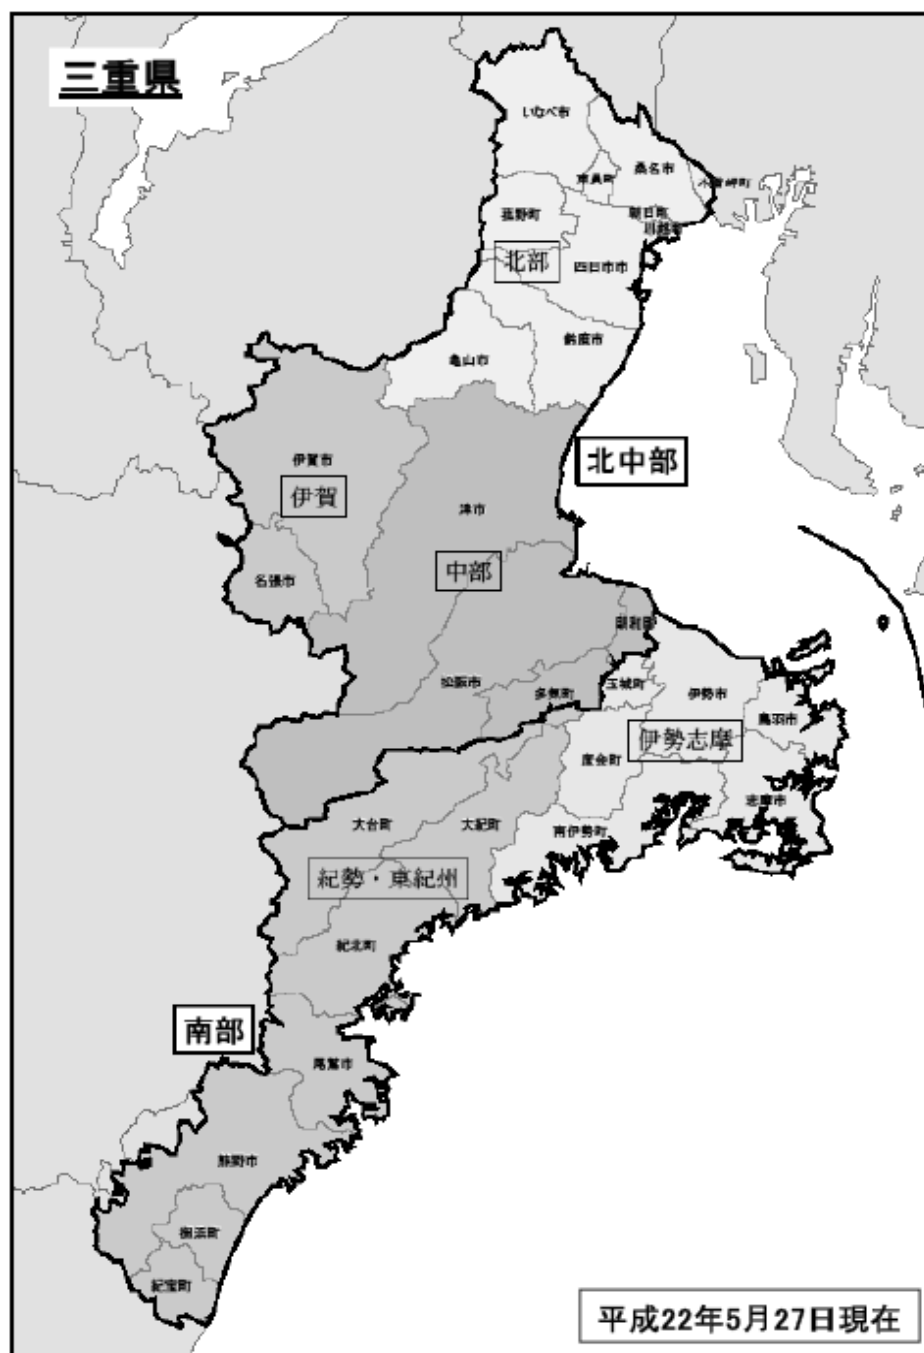 三重県
いなべ市
桑名市
東員町
木曽岬町
菰野町
朝日町
川越町
北部
四日市市
鈴鹿市
亀山市
北中部
伊賀市
伊賀
津市
中部
名張市
明和町
松阪市
多気町
玉城町
伊勢市
鳥羽市
伊勢志摩
度会町
志摩市
大台町
大紀町
南伊勢町
紀勢・東紀州
紀北町
南部
尾鷲市
熊野市
御浜町
紀宝町
平成22年5月27日現在